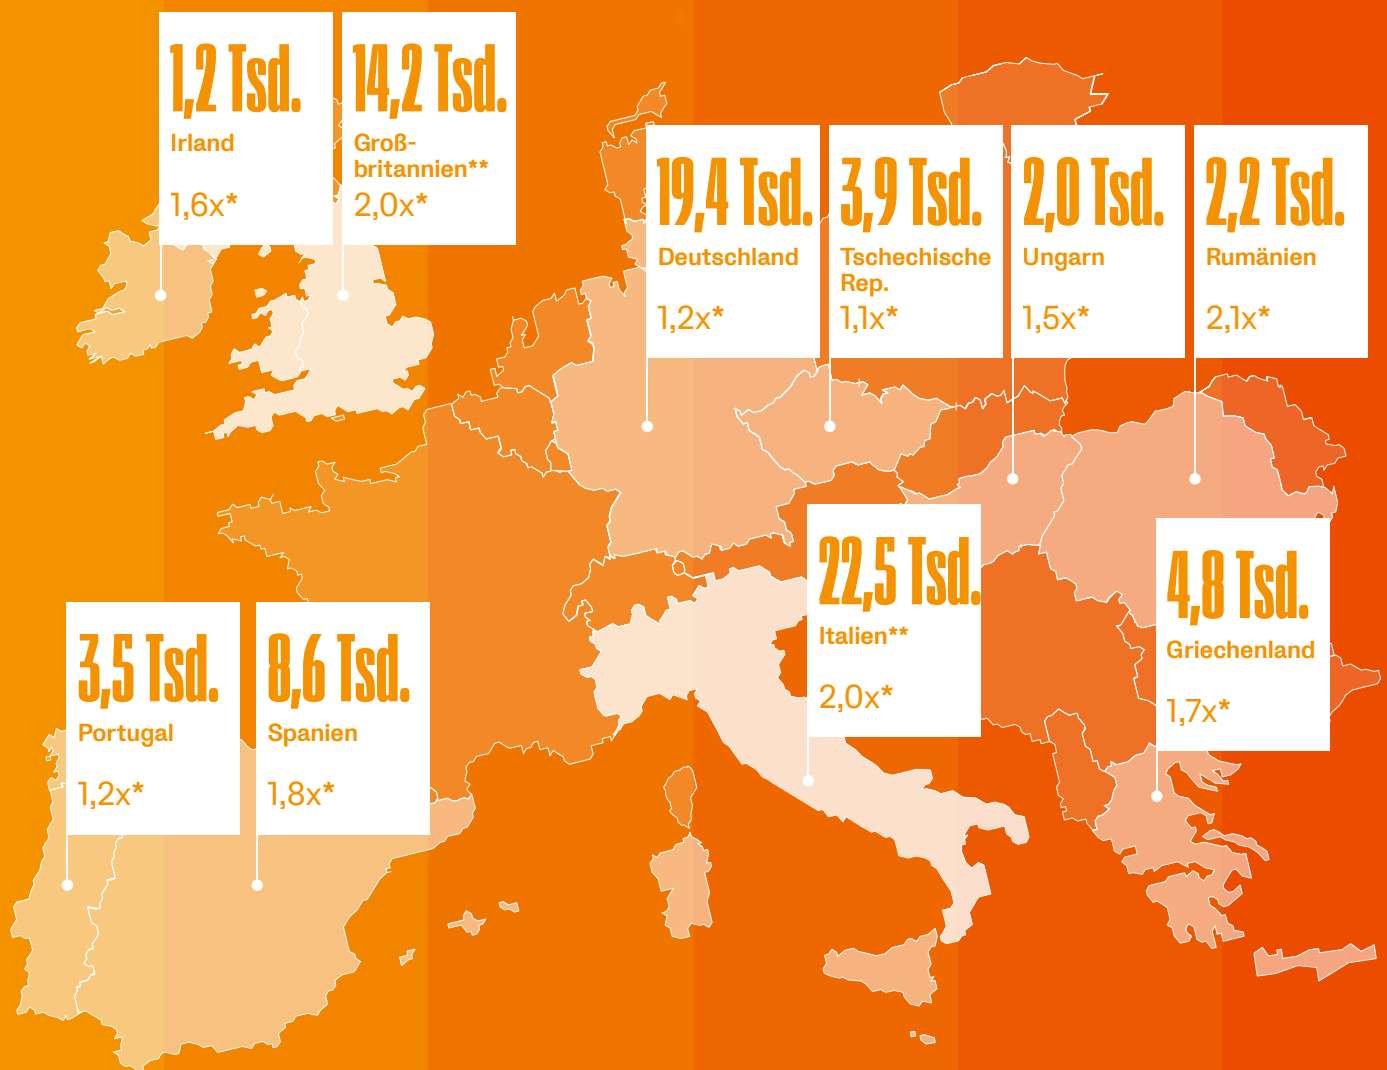 1,2 Tsd.
Irland
1,6x*
14,2 Tsd.
Groß-
britannien**
2,0x*
19,4 Tsd.
Deutschland
1,2x*
3,9 Tsd.
Tschechische
Rep.
1,1x*
2,0 Tsd.
Ungarn
1,5x*
2,2 Tsd.
Rumänien
2,1x*
22,5 Tsd.
Italien**
2,0x*
4,8 Tsd.
Griechenland
1,7x*
3,5 Tsd.
Portugal
1,2x*
8,6 Tsd.
Spanien
1,8x*